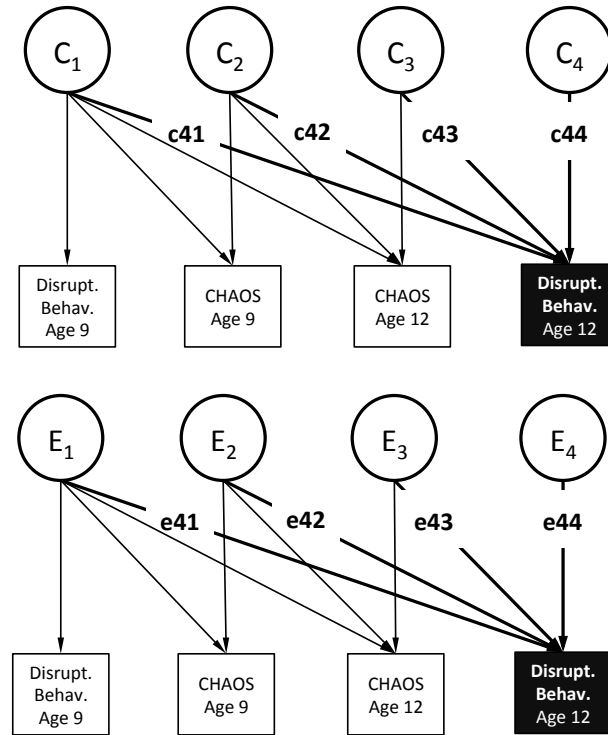 C1 C2 C3 C4
c41 c42 c43 c44
Disrupt. Behav. Age 9
CHAOS Age 9
CHAOS Age 12
Disrupt. Behav. Age 12
E1 E2 E3 E4
e41 e42 e43 e44
Disrupt. Behav. Age 9
CHAOS Age 9
CHAOS Age 12
Disrupt. Behav. Age 12